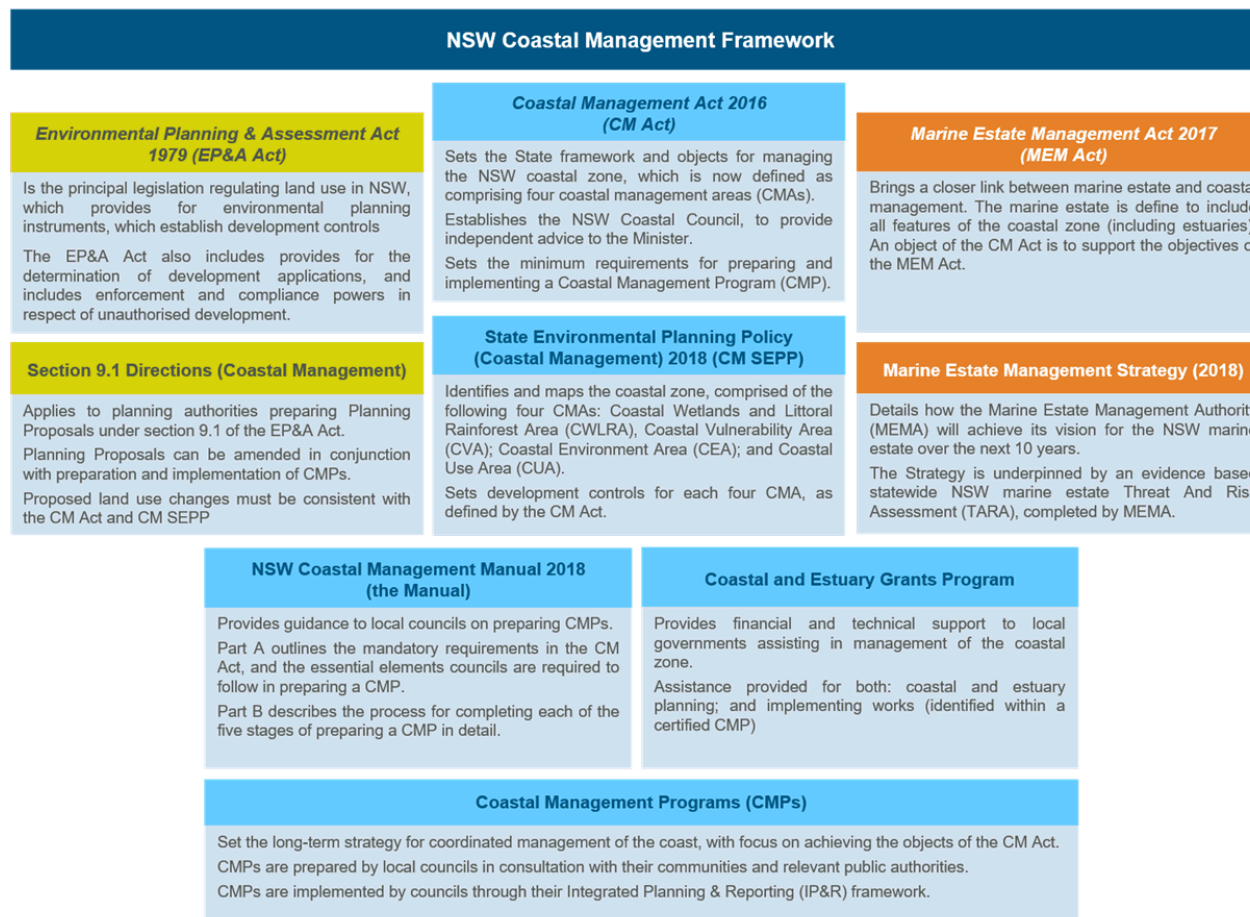 NSW Coastal Management Framework
Environmental Planning & Assessment Act
1979 (EP&A Act)
Is the principal legislation regulating land use in NSW,
which provides for environmental planning
instruments, which establish development controls
The EP&A Act also includes provides for the
determination of development applications, and
includes enforcement and compliance powers in
respect of unauthorised development.
Coastal Management Act 2016
(CM Act)
Sets the State framework and objects for managing
the NSW coastal zone, which is now defined as
comprising four coastal management areas (CMAs).
Establishes the NSW Coastal Council, to provide
independent advice to the Minister.
Sets the minimum requirements for preparing and
implementing a Coastal Management Program (CMP).
Marine Estate Management Act 2017
(MEM Act)
Brings a closer link between marine estate and coasta
management. The marine estate is define to include
all features of the coastal zone (including estuaries)
An object of the CM Act is to support the objectives o
the MEM Act.
Section 9.1 Directions (Coastal Management)
Applies to planning authorities preparing Planning
Proposals under section 9.1 of the EP&A Act.
Planning Proposals can be amended in conjunction
with preparation and implementation of CMPs.
Proposed land use changes must be consistent with
the CM Act and CM SEPP
State Environmental Planning Policy
(Coastal Management) 2018 (CM SEPP)
Identifies and maps the coastal zone, comprised of the
following four CMAs: Coastal Wetlands and Littoral
Rainforest Area (CWLRA), Coastal Vulnerability Area
(CVA); Coastal Environment Area (CEA); and Coastal
Use Area (CUA).
Sets development controls for each four CMA, as
defined by the CM Act.
Marine Estate Management Strategy (2018)
Details how the Marine Estate Management Authorit
(MEMA) will achieve its vision for the NSW marine
estate over the next 10 years.
The Strategy is underpinned by an evidence based
statewide NSW marine estate Threat And Ris
Assessment (TARA), completed by MEMA.
NSW Coastal Management Manual 2018
(the Manual)
Provides guidance to local councils on preparing CMPs.
Part A outlines the mandatory requirements in the CM
Act, and the essential elements councils are required to
follow in preparing a CMP.
Part B describes the process for completing each of the
five stages of preparing a CMP in detail.
Coastal and Estuary Grants Program
Provides financial and technical support to local
governments assisting in management of the coastal
zone.
Assistance provided for both: coastal and estuary
planning; and implementing works (identified within a
certified CMP)
Coastal Management Programs (CMPs)
Set the long-term strategy for coordinated management of the coast, with focus on achieving the objects of the CM Act.
CMPs are prepared by local councils in consultation with their communities and relevant public authorities.
CMPs are implemented by councils through their Integrated Planning & Reporting (IP&R) framework.